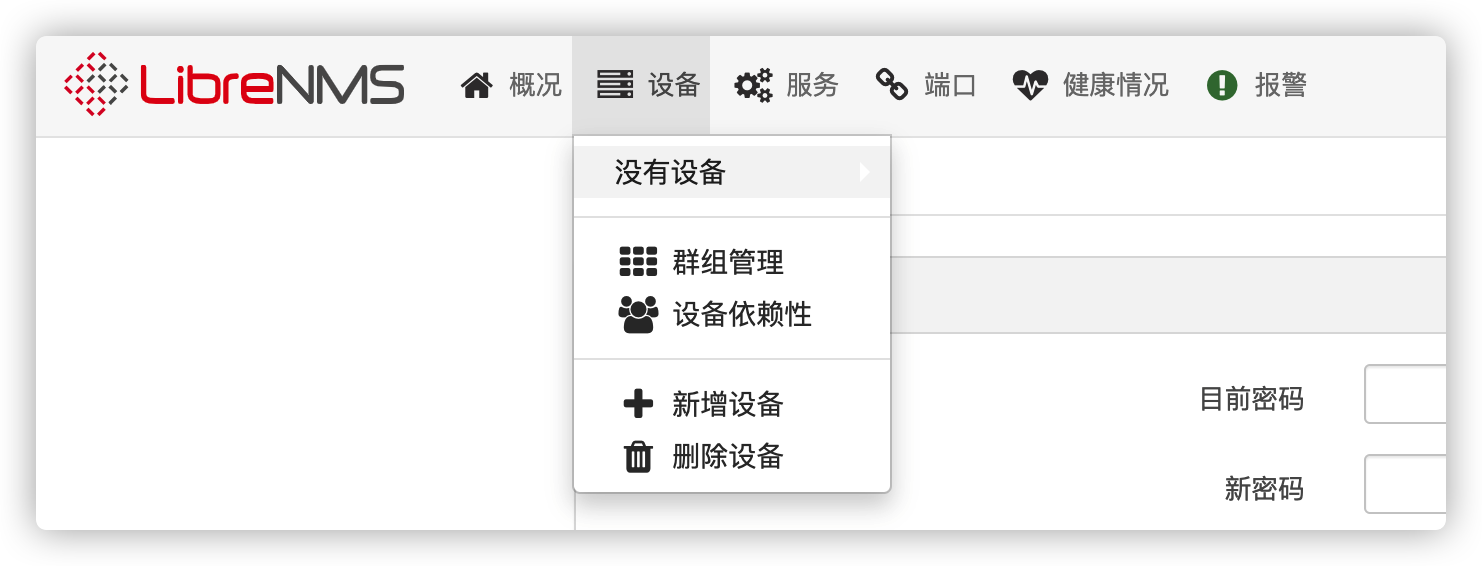 LibreNMS 概况 设备 服务 端口 健康情况 报警
没有设备
群组管理
设备依赖性
新增设备
删除设备
目前密码
新密码